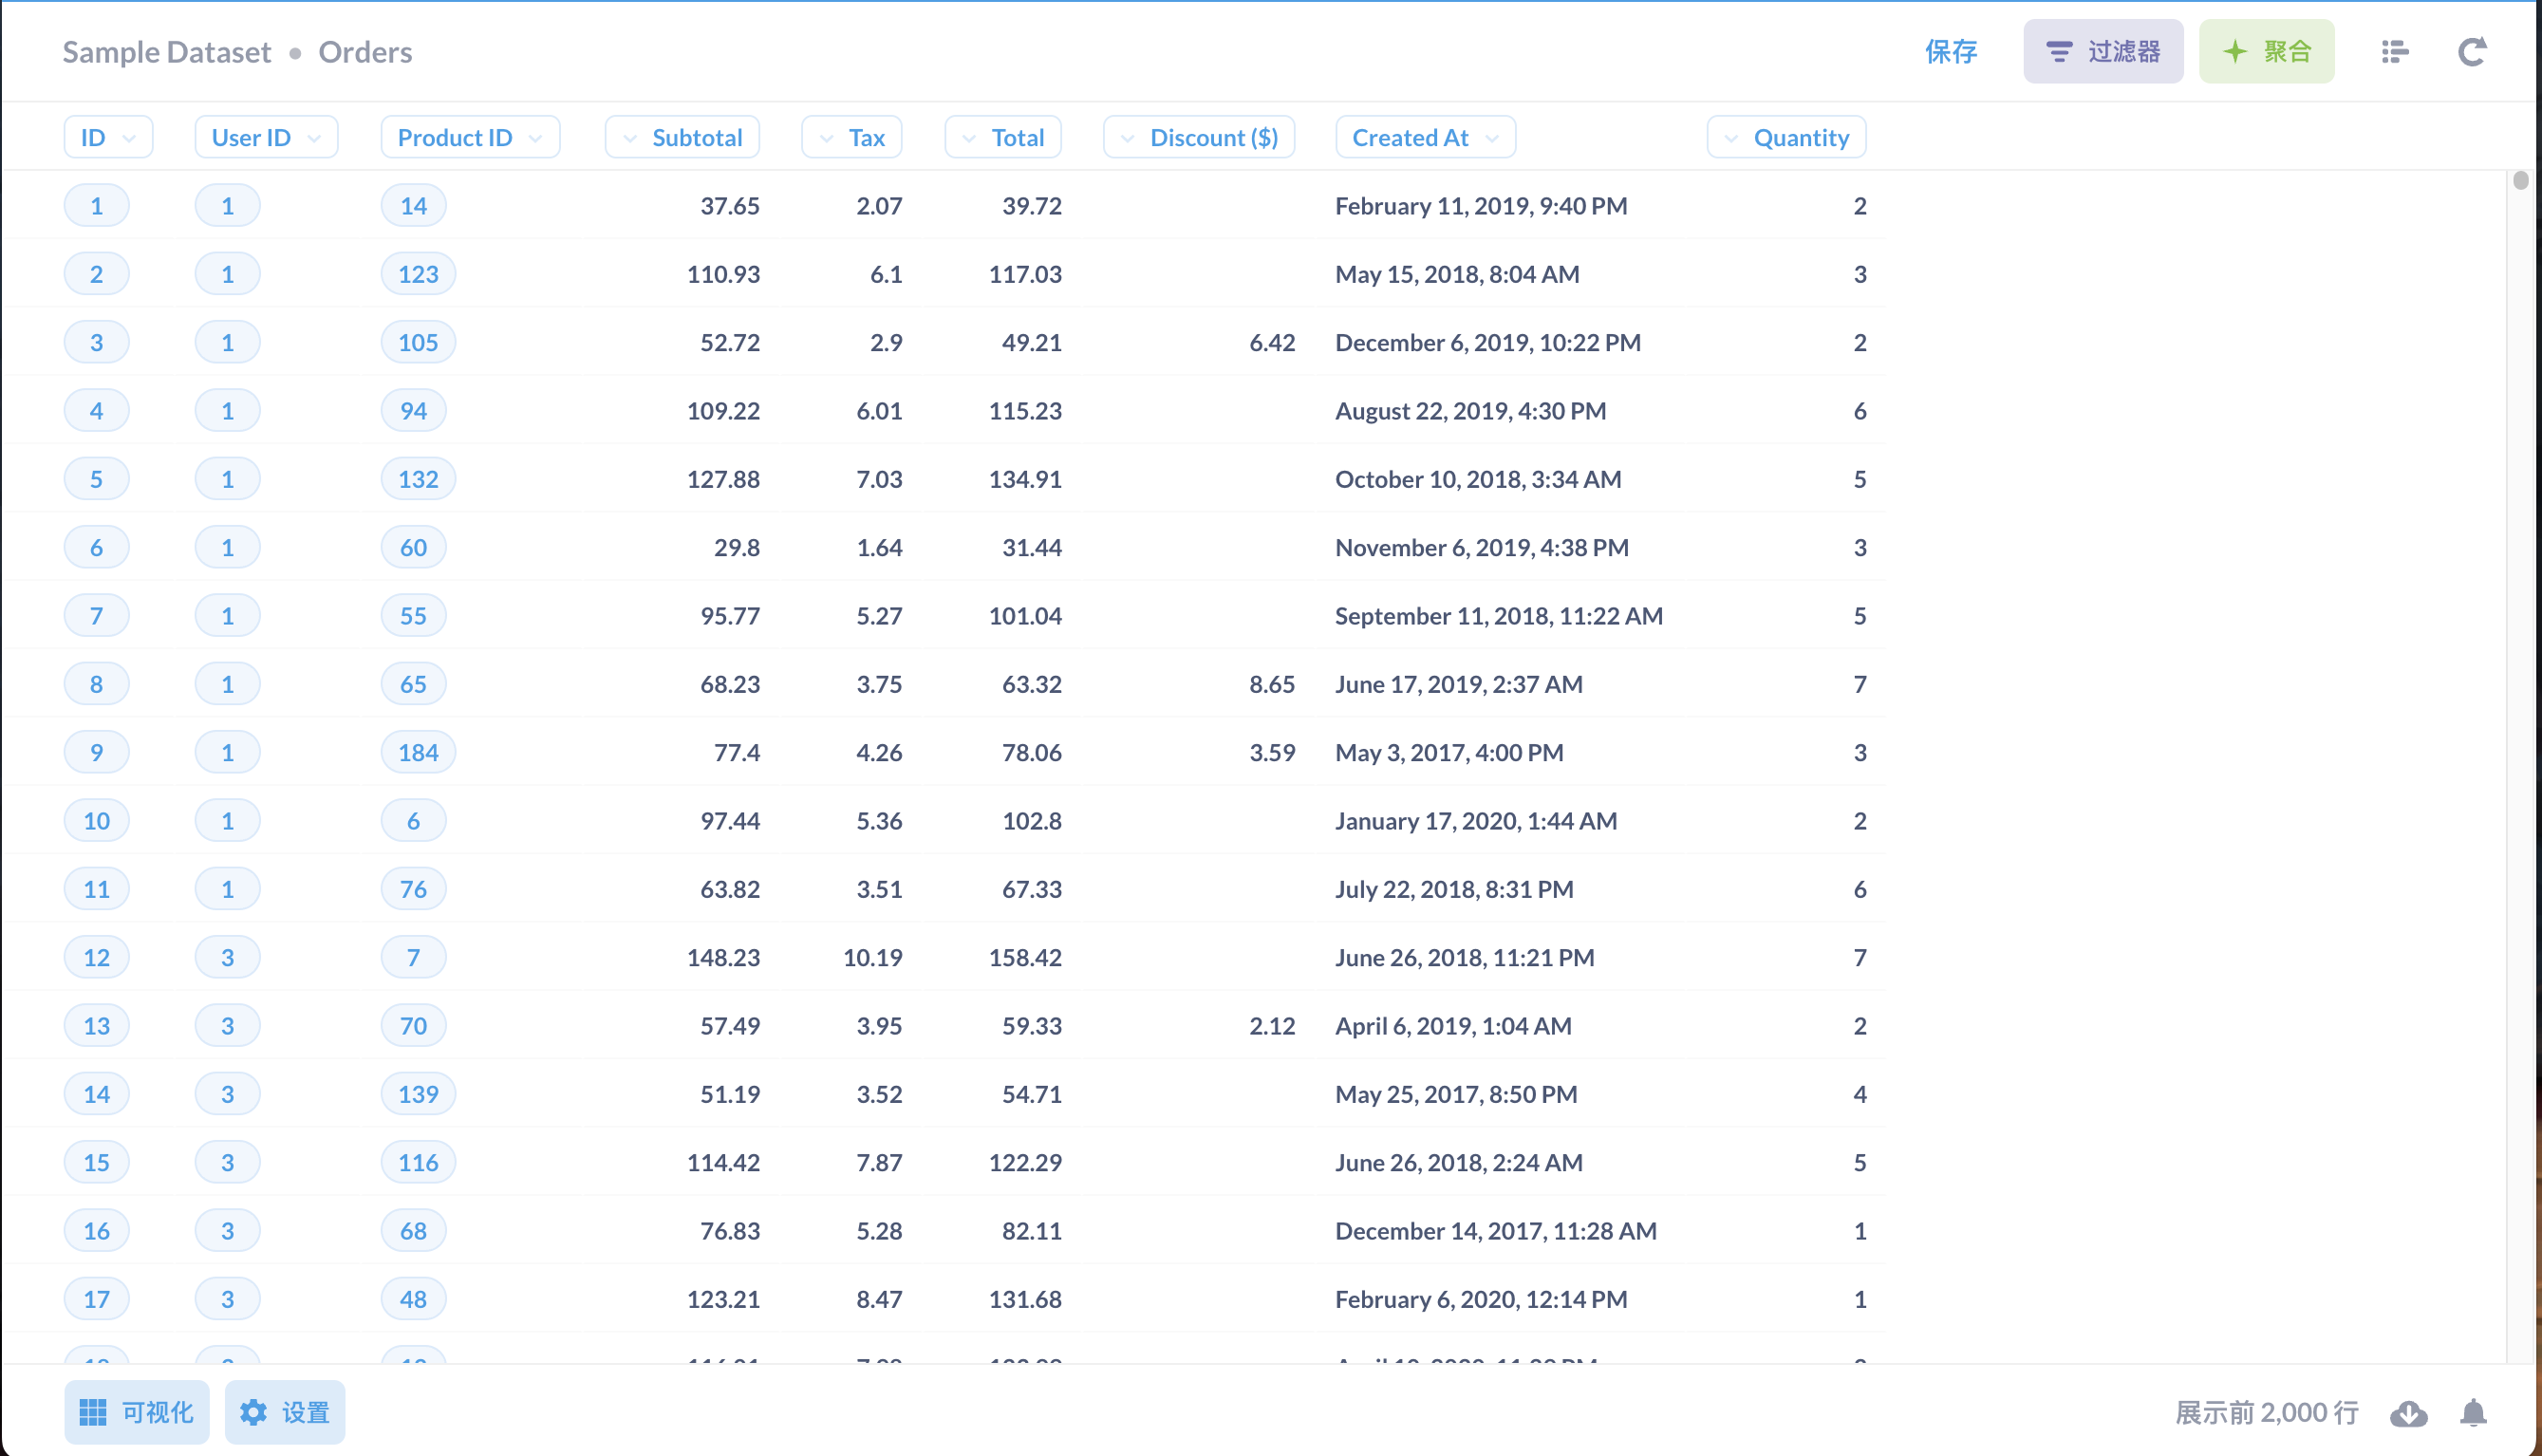 Sample Dataset • Orders 保存 过滤器 聚合
ID User ID Product ID Subtotal Tax Total Discount ($) Created At Quantity
1 1 14 37.65 2.07 39.72 February 11, 2019, 9:40 PM 2
2 1 123 110.93 6.1 117.03 May 15, 2018, 8:04 AM 3
3 1 105 52.72 2.9 49.21 6.42 December 6, 2019, 10:22 PM 2
4 1 94 109.22 6.01 115.23 August 22, 2019, 4:30 PM 6
5 1 132 127.88 7.03 134.91 October 10, 2018, 3:34 AM 5
6 1 60 29.8 1.64 31.44 November 6, 2019, 4:38 PM 3
7 1 55 95.77 5.27 101.04 September 11, 2018, 11:22 AM 5
8 1 65 68.23 3.75 63.32 8.65 June 17, 2019, 2:37 AM 7
9 1 184 77.4 4.26 78.06 3.59 May 3, 2017, 4:00 PM 3
10 1 6 97.44 5.36 102.8 January 17, 2020, 1:44 AM 2
11 1 76 63.82 3.51 67.33 July 22, 2018, 8:31 PM 6
12 3 7 148.23 10.19 158.42 June 26, 2018, 11:21 PM 7
13 3 70 57.49 3.95 59.33 2.12 April 6, 2019, 1:04 AM 2
14 3 139 51.19 3.52 54.71 May 25, 2017, 8:50 PM 4
15 3 116 114.42 7.87 122.29 June 26, 2018, 2:24 AM 5
16 3 68 76.83 5.28 82.11 December 14, 2017, 11:28 AM 1
17 3 48 123.21 8.47 131.68 February 6, 2020, 12:14 PM 1
可视化 设置 展示前 2,000 行